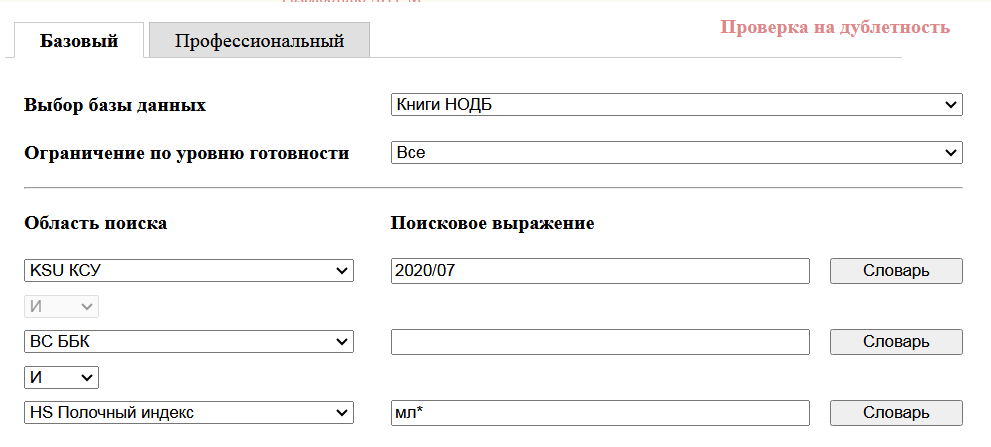 Проверка на дублетность
Базовый Профессиональный
Выбор базы данных Книги НОДБ
Ограничение по уровню готовности Все
Область поиска Поисковое выражение
KSU КСУ 2020/07 Словарь
И
BC ББК Словарь
И
HS Полочный индекс мл* Словарь